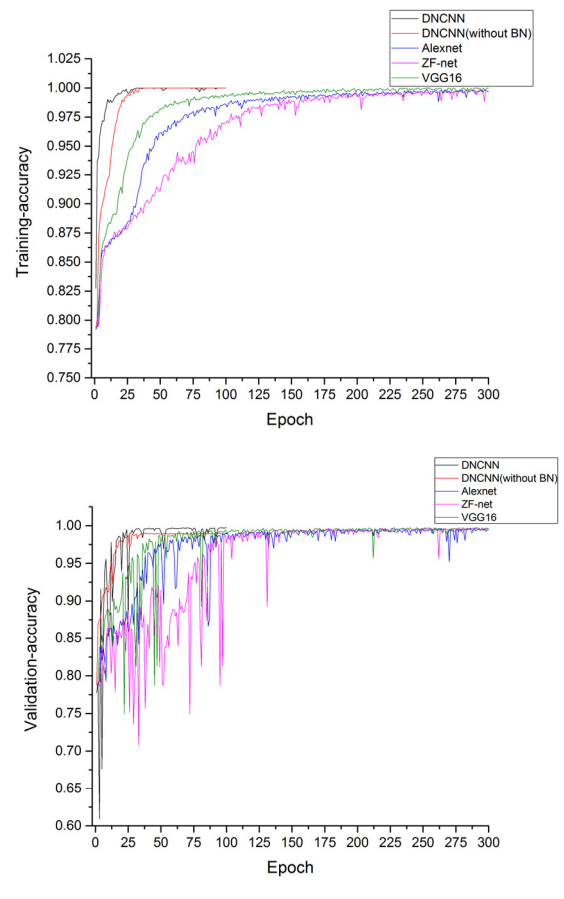 DNCNN
DNCNN(without BN)
Alexnet
ZF-net
VGG16
1.025
1.000
0.975
0.950
0.925
0.900
0.875
0.850
0.825
0.800
0.775
0.750
Training-accuracy
0 25 50 75 100 125 150 175 200 225 250 275 300
Epoch
DNCNN
DNCNN(without BN)
Alexnet
ZF-net
VGG16
1.00
0.95
0.90
0.85
0.80
0.75
0.70
0.65
0.60
Validation-accuracy
0 25 50 75 100 125 150 175 200 225 250 275 300
Epoch